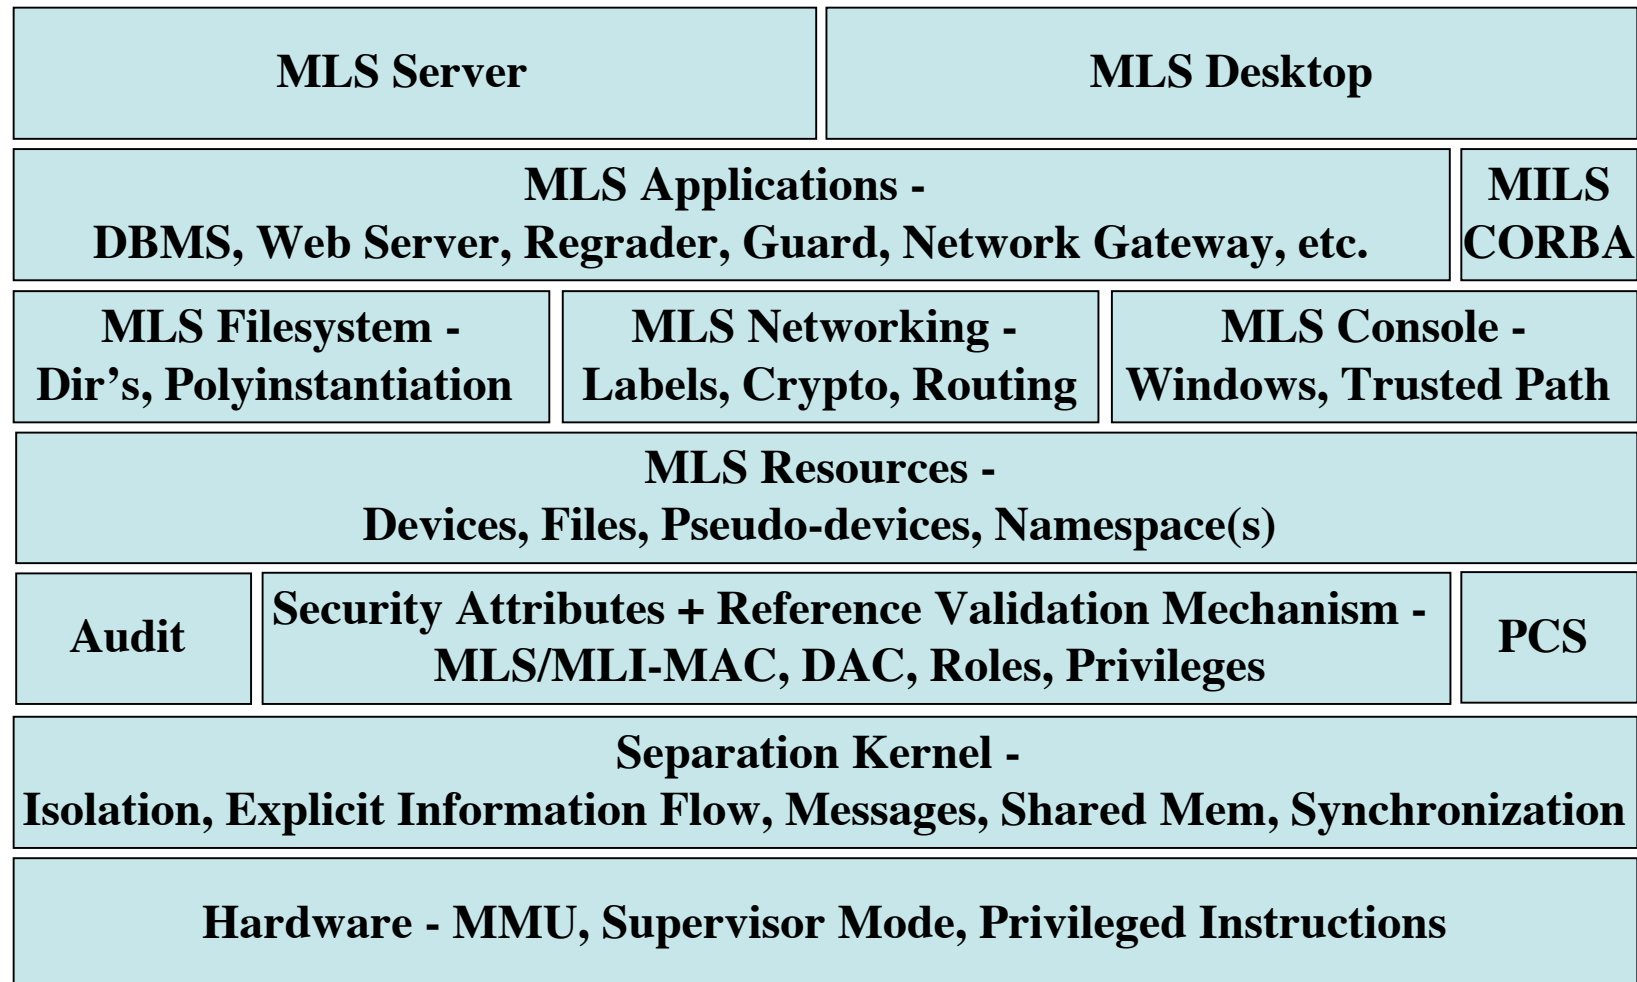 MLS Server
MLS Desktop
MLS Applications -
DBMS, Web Server, Regrader, Guard, Network Gateway, etc.
MILS
CORBA
MLS Filesystem -
Dir’s, Polyinstantiation
MLS Networking -
Labels, Crypto, Routing
MLS Console -
Windows, Trusted Path
MLS Resources -
Devices, Files, Pseudo-devices, Namespace(s)
Audit
Security Attributes + Reference Validation Mechanism -
MLS/MLI-MAC, DAC, Roles, Privileges
PCS
Separation Kernel -
Isolation, Explicit Information Flow, Messages, Shared Mem, Synchronization
Hardware - MMU, Supervisor Mode, Privileged Instructions